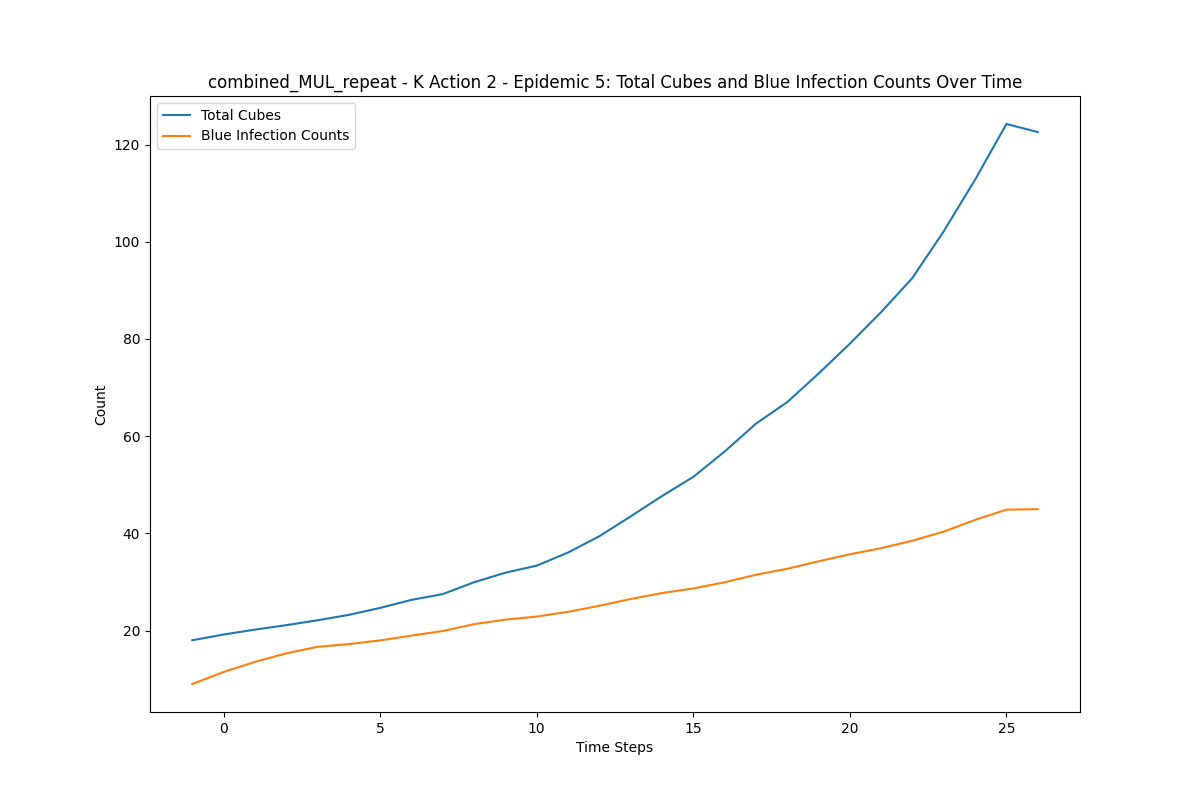 combined_MUL_repeat - K Action 2 - Epidemic 5: Total Cubes and Blue Infection Counts Over Time
Total Cubes
Blue Infection Counts
120
100
80
60
40
20
Count
0 5 10 15 20 25
Time Steps